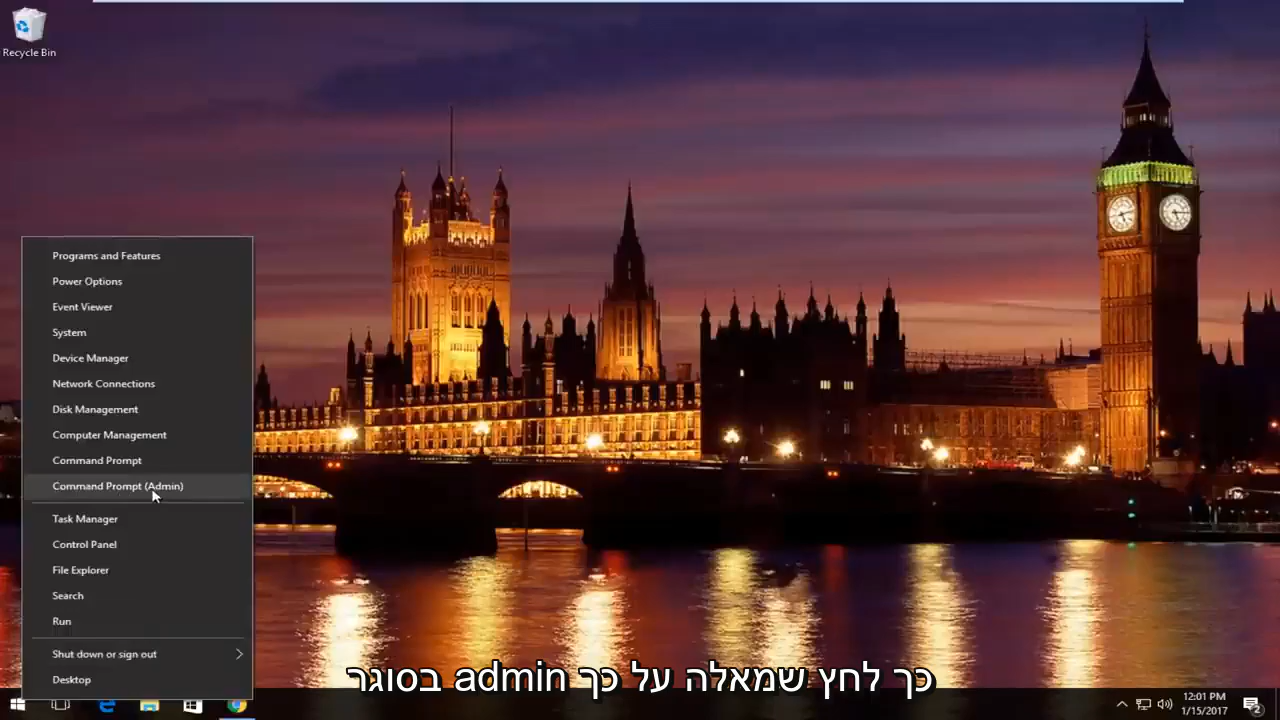 Recycle Bin
Programs and Features
Power Options
Event Viewer
System
Device Manager
Network Connections
Disk Management
Computer Management
Command Prompt
Command Prompt (Admin)
Task Manager
Control Panel
File Explorer
Search
Run
Shut down or sign out
Desktop
כך לחץ שמאלה על כך admin בסוגר
12:01 PM
1/15/2017
2